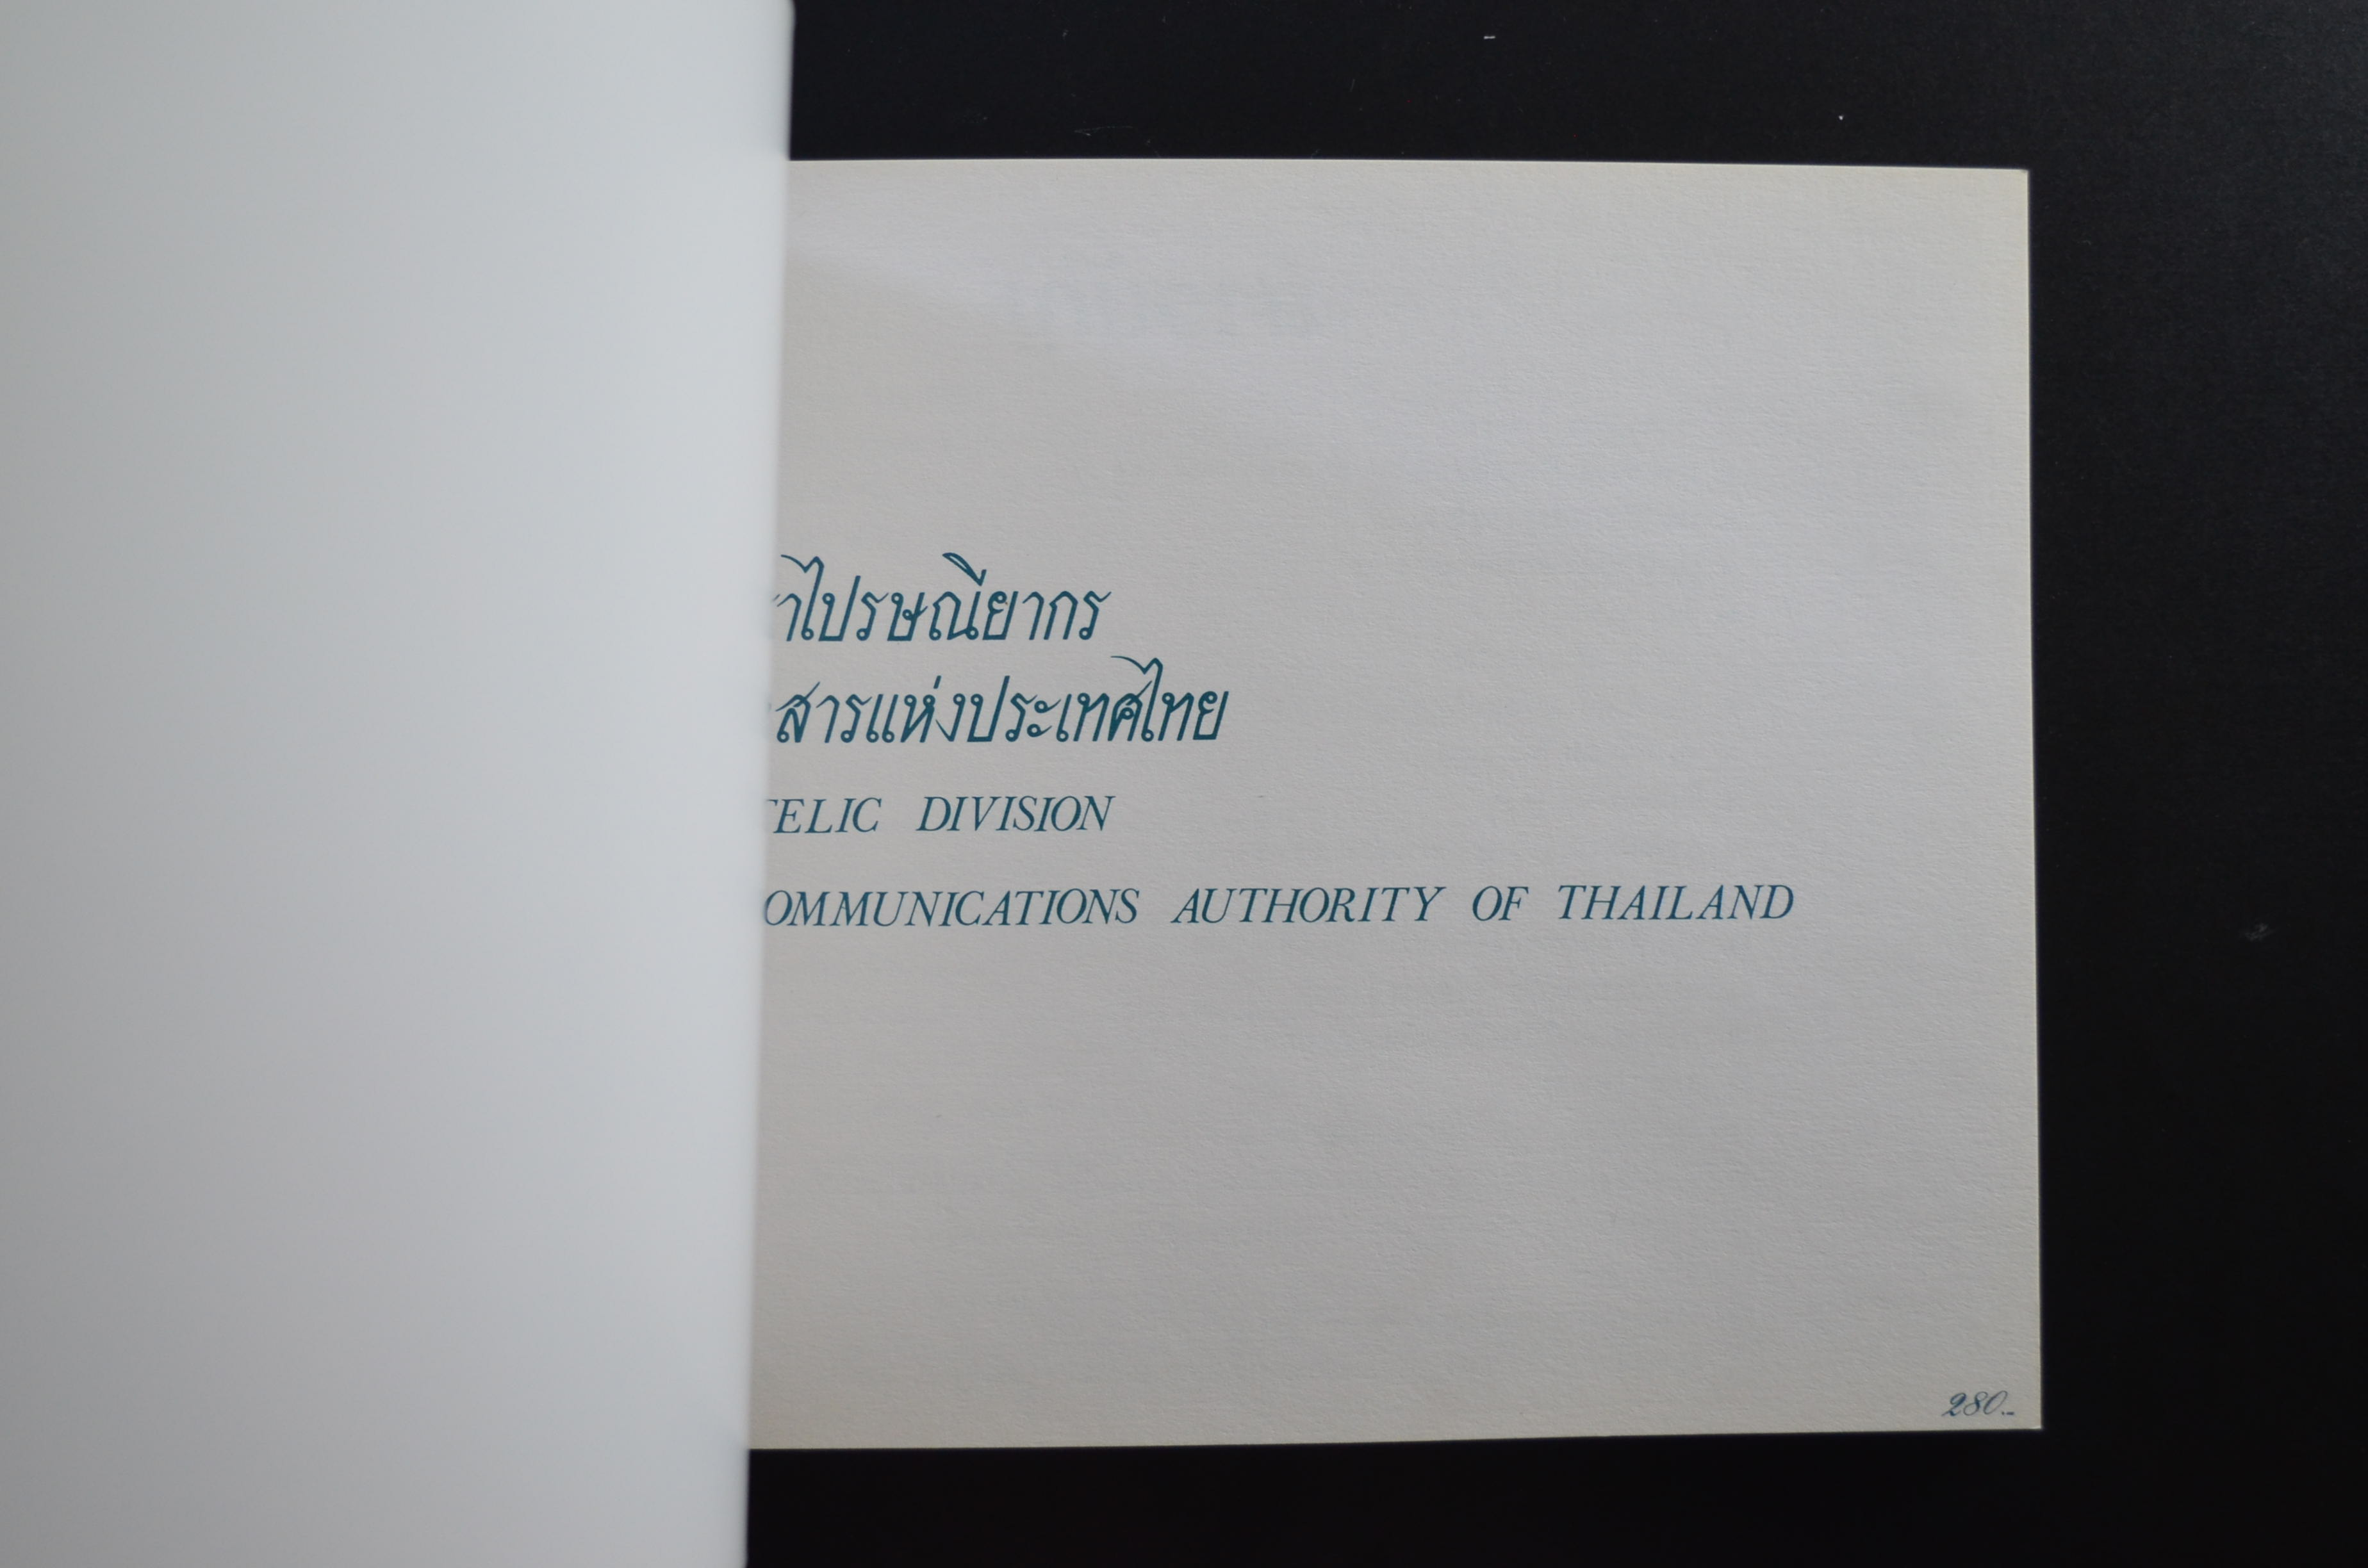 าไปรษณียากร
สารแห่งประเทศไทย
ELIC DIVISION
OMMUNICATIONS AUTHORITY OF THAILAND
280.-